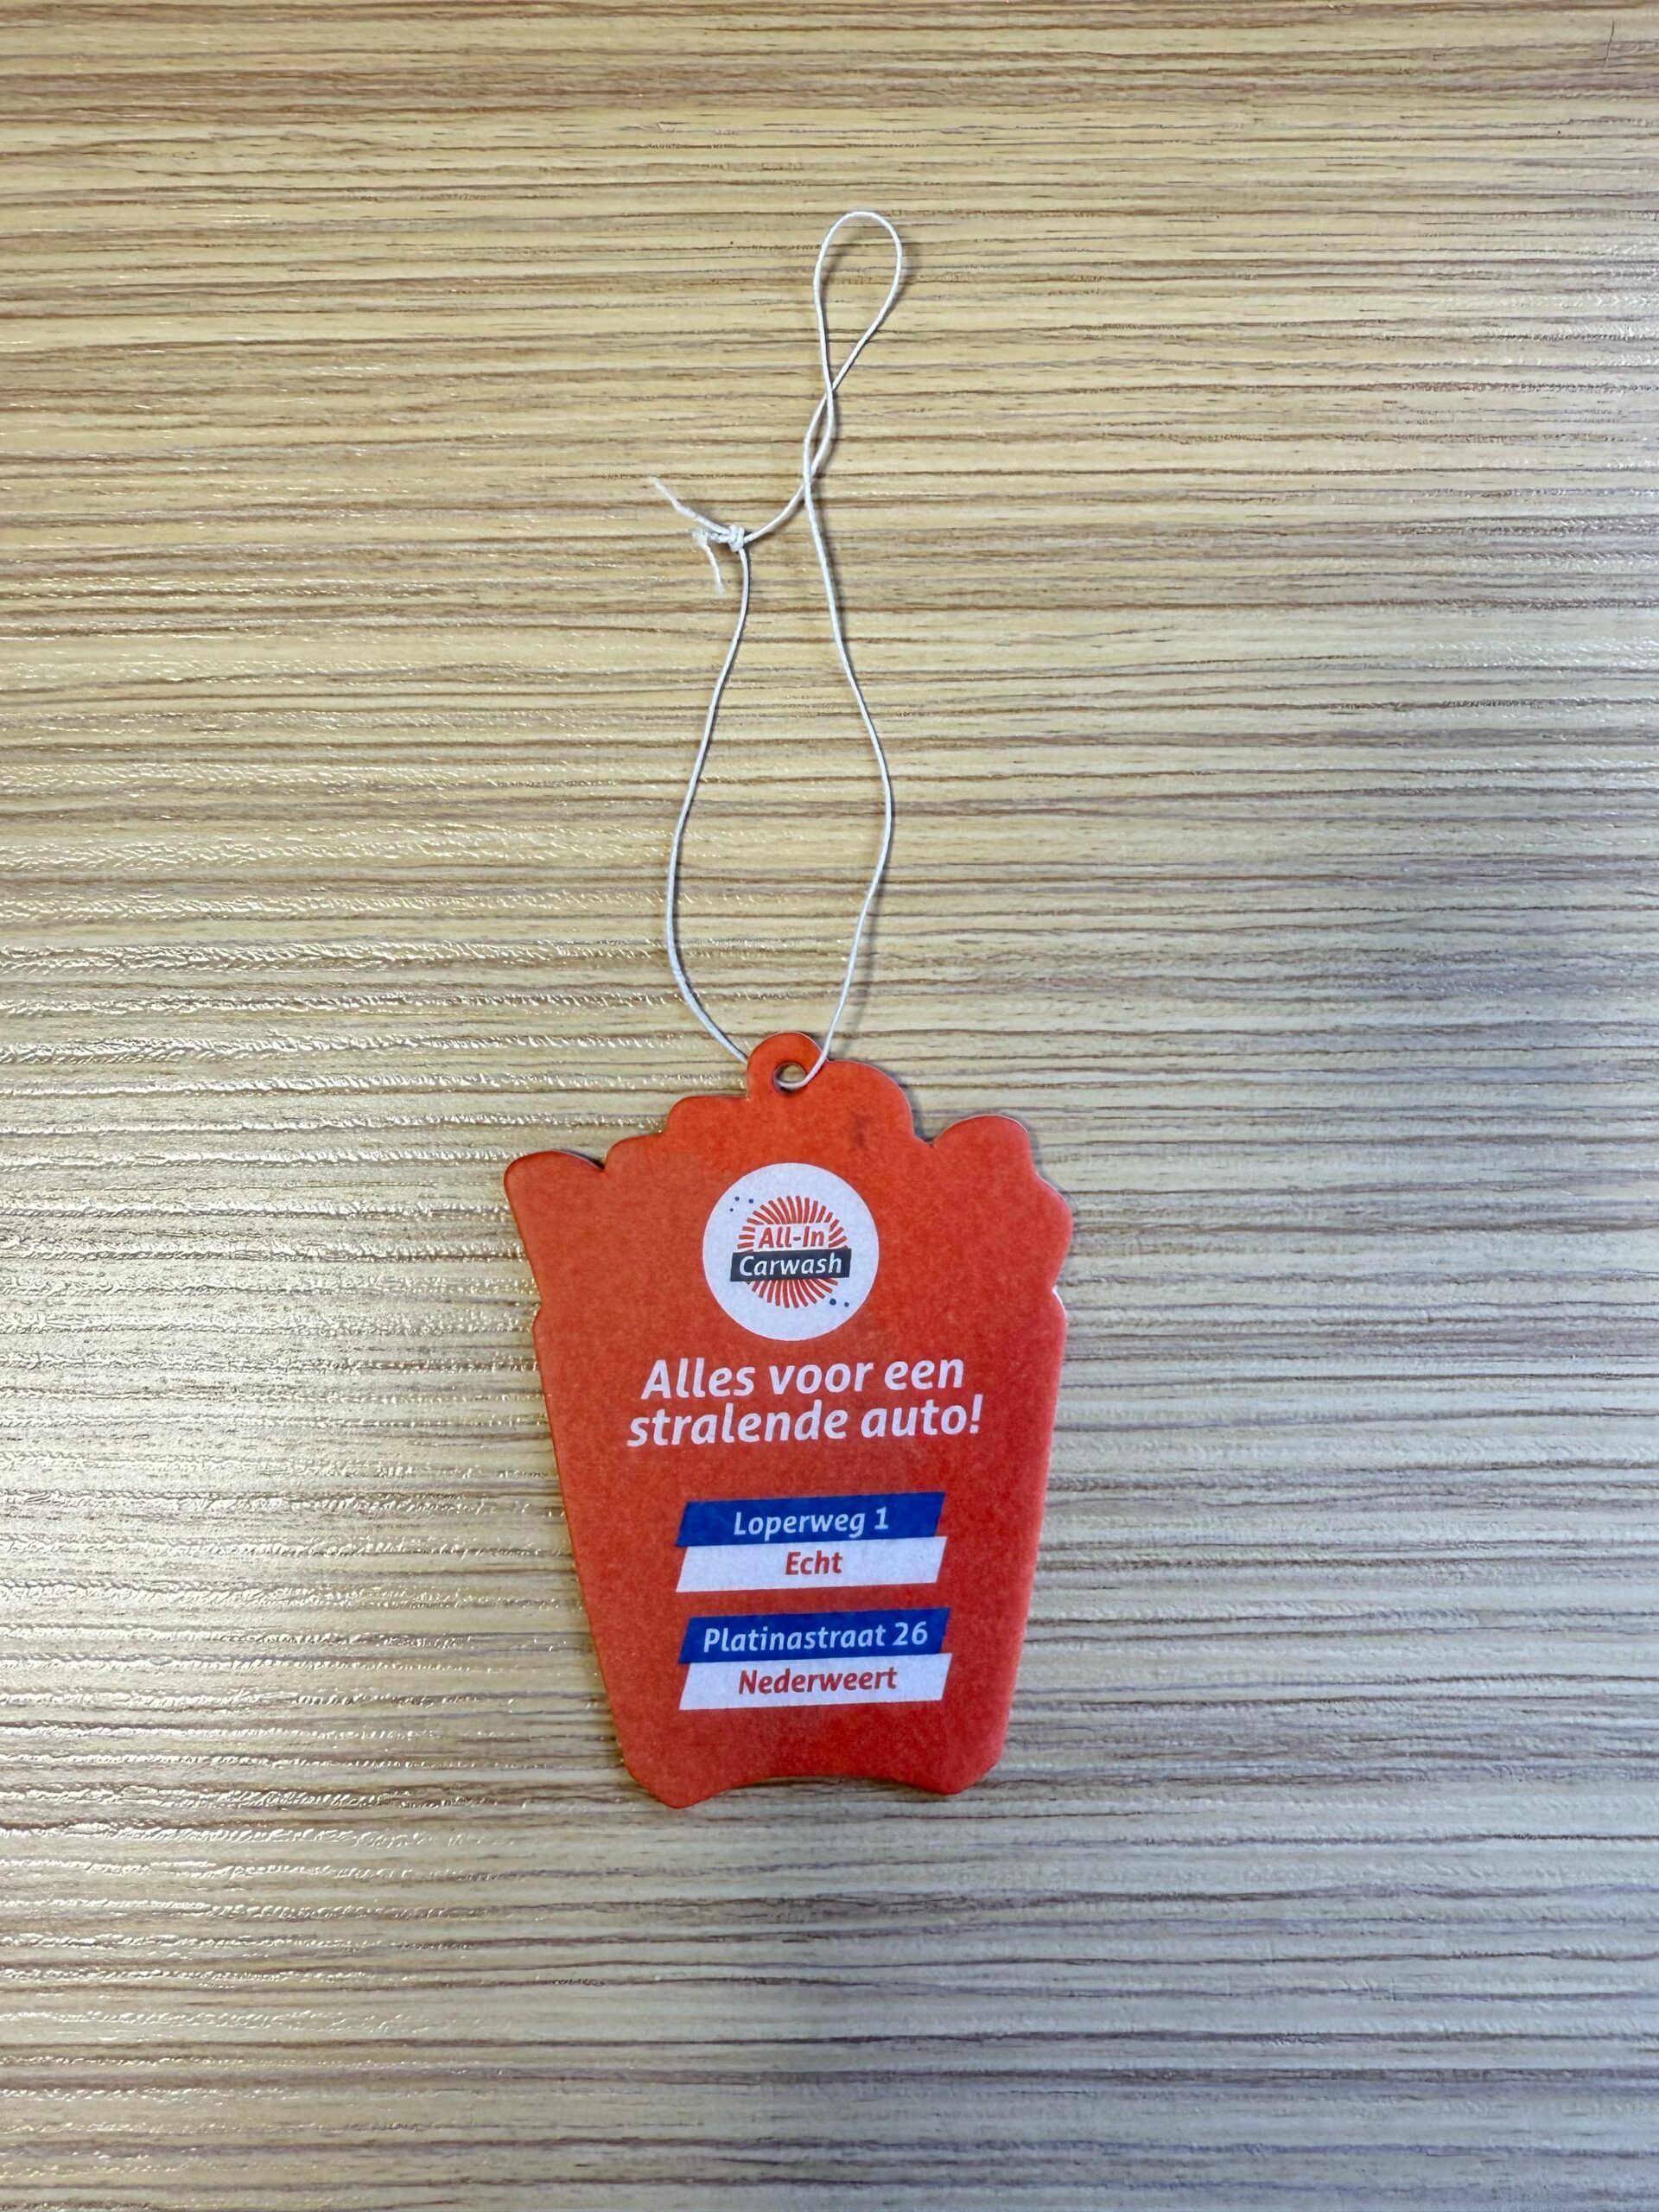 All-In
Carwash
Alles voor een
stralende auto!
Loperweg 1
Echt
Platinastraat 26
Nederweert